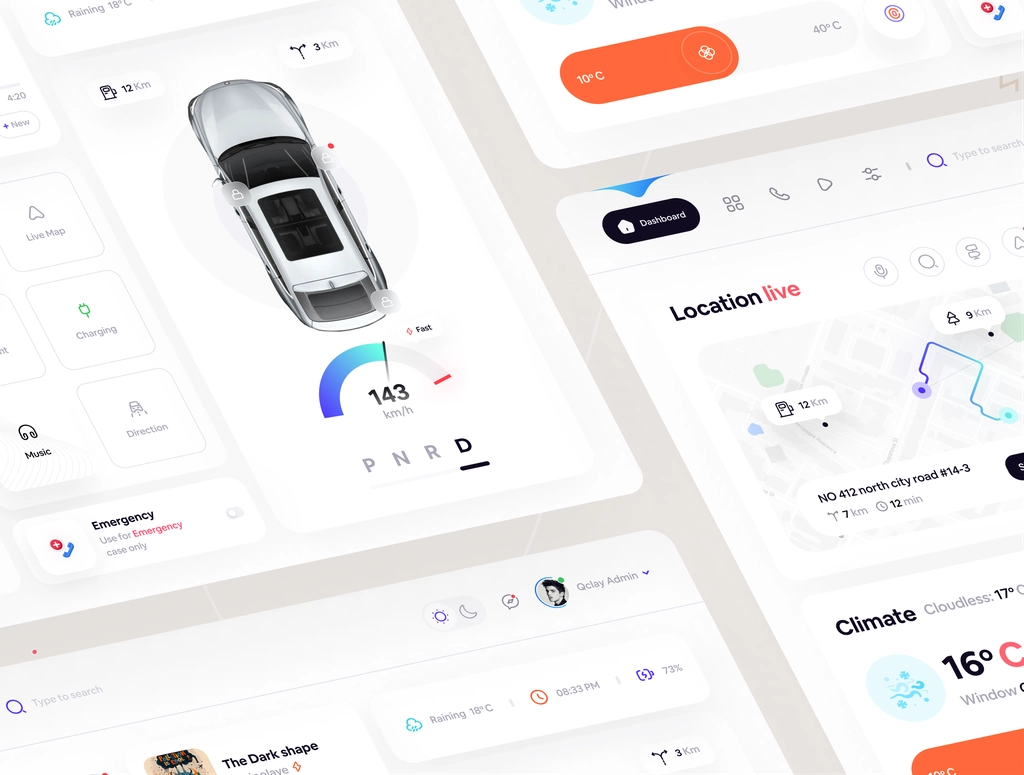 Raining 18°C
3 Km
12 Km
4:20
+ New
Live Map
Charging
Direction
Music
Fast
143
km/h
P N R D
Emergency
Use for Emergency
case only
10° C
40° C
Dashboard
Type to search
Location live
9 Km
12 Km
NO 412 north city road #14-3
7 km
12 min
Climate
Cloudless: 17°
16° C
Window
Qclay Admin
Type to search
Raining 18°C
08:33 PM
73%
The Dark shape
3 Km